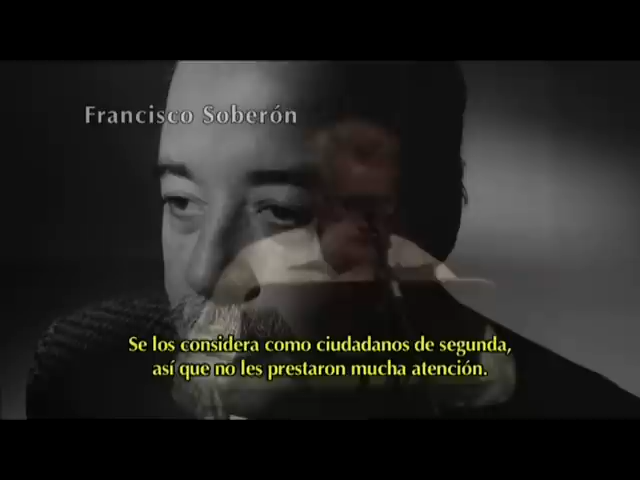 Francisco Soberón
Se los considera como ciudadanos de segunda,
así que no les prestaron mucha atención.